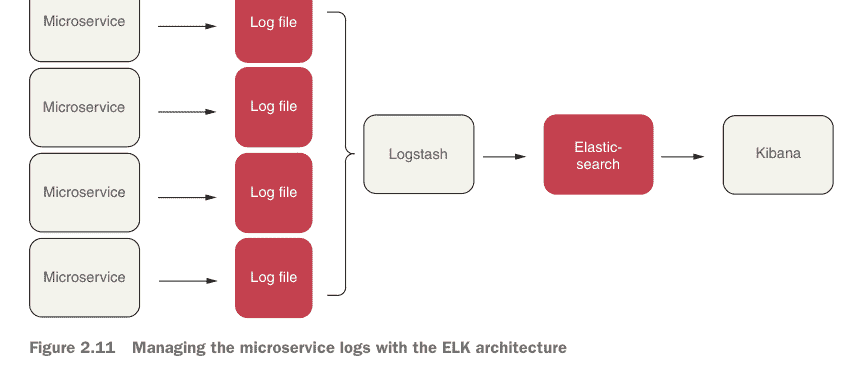 Microservice
Log file
Microservice
Log file
Logstash
Elastic-
search
Kibana
Microservice
Log file
Microservice
Log file
Figure 2.11 Managing the microservice logs with the ELK architecture